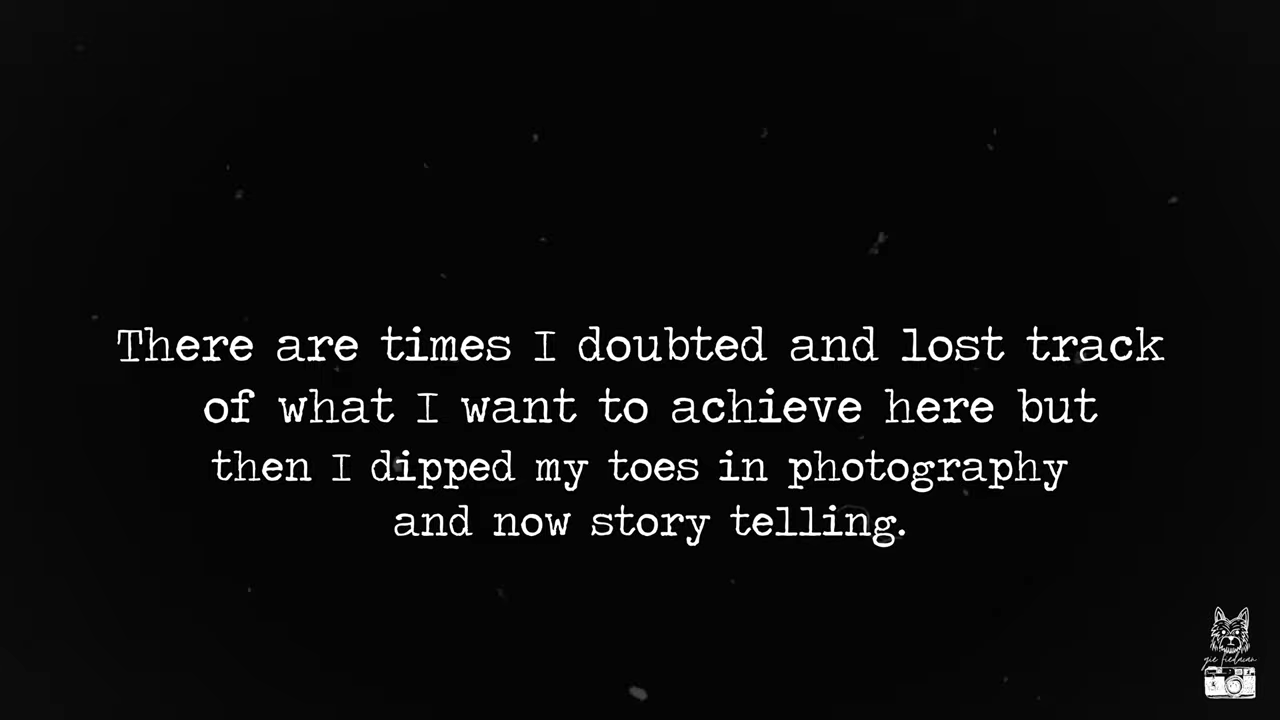 There are times I doubted and lost track
of what I want to achieve here but
then I dipped my toes in photography
and now story telling.